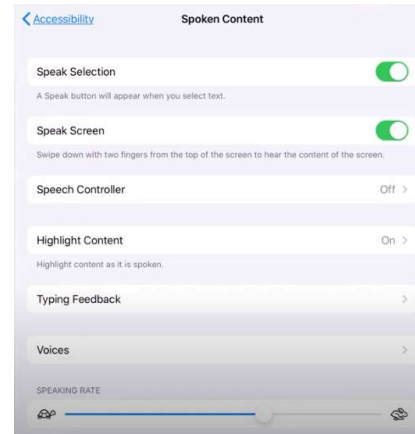 Accessibility
Spoken Content
Speak Selection
A Speak button will appear when you select text.
Speak Screen
Swipe down with two fingers from the top of the screen to hear the content of the screen.
Speech Controller Off
Highlight Content On
Highlight content as it is spoken.
Typing Feedback
Voices
SPEAKING RATE